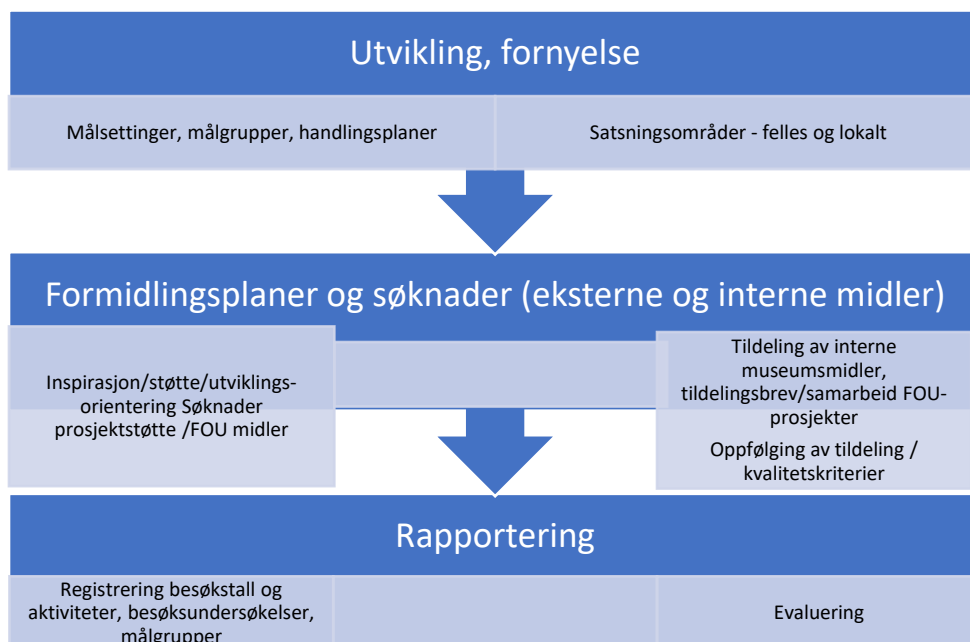 Utvikling, fornyelse
Målsettinger, målgrupper, handlingsplaner
Satsningsområder - felles og lokalt
Formidlingsplaner og søknader (eksterne og interne midler)
Inspirasjon/støtte/utviklings-
orientering Søknader
prosjektstøtte /FOU midler
Tildeling av interne
museumsmidler,
tildelingsbrev/samarbeid FOU-
prosjekter
Oppfølging av tildeling /
kvalitetskriterier
Rapportering
Registrering besøkstall og
aktiviteter, besøksundersøkelser,
målgrupper
Evaluering